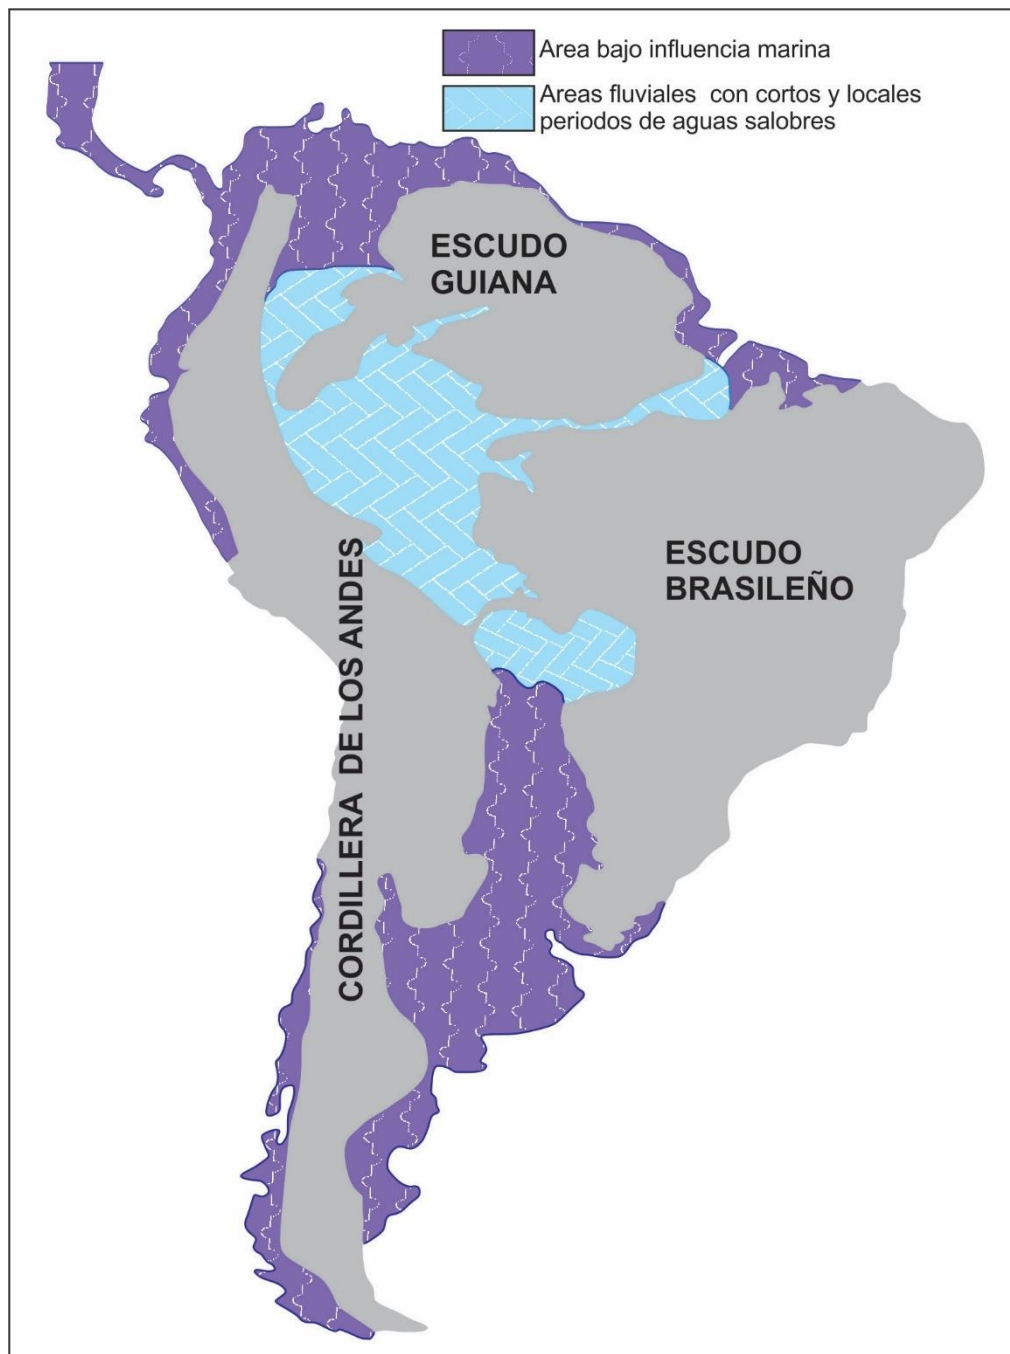 Area bajo influencia marina
Areas fluviales con cortos y locales
periodos de aguas salobres
ESCUDO
GUIANA
ESCUDO
BRASILEÑO
CORDILLERA DE LOS ANDES